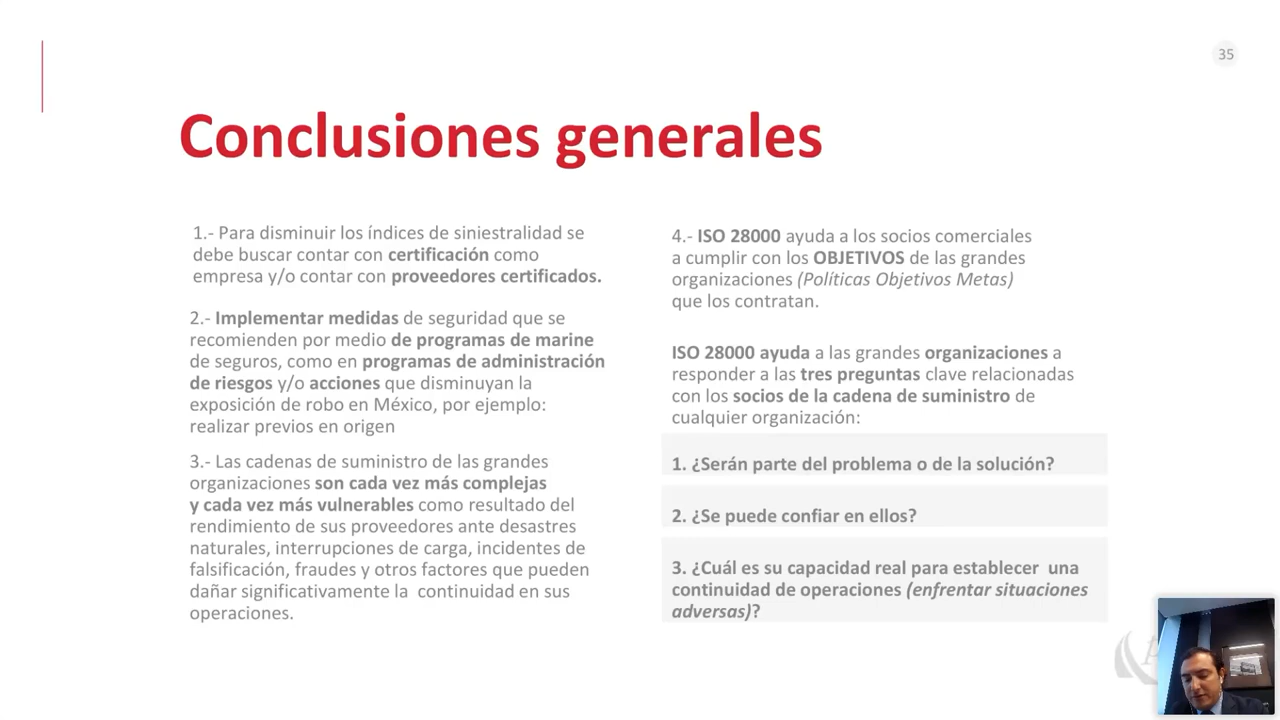 35
Conclusiones generales
1.- Para disminuir los índices de siniestralidad se
debe buscar contar con certificación como
empresa y/o contar con proveedores certificados.
2.- Implementar medidas de seguridad que se
recomienden por medio de programas de marine
de seguros, como en programas de administración
de riesgos y/o acciones que disminuyan la
exposición de robo en México, por ejemplo:
realizar previos en origen
3.- Las cadenas de suministro de las grandes
organizaciones son cada vez más complejas
y cada vez más vulnerables como resultado del
rendimiento de sus proveedores ante desastres
naturales, interrupciones de carga, incidentes de
falsificación, fraudes y otros factores que pueden
dañar significativamente la continuidad en sus
operaciones.
4.- ISO 28000 ayuda a los socios comerciales
a cumplir con los OBJETIVOS de las grandes
organizaciones (Políticas Objetivos Metas)
que los contratan.
ISO 28000 ayuda a las grandes organizaciones a
responder a las tres preguntas clave relacionadas
con los socios de la cadena de suministro de
cualquier organización:
1. ¿Serán parte del problema o de la solución?
2. ¿Se puede confiar en ellos?
3. ¿Cuál es su capacidad real para establecer una
continuidad de operaciones (enfrentar situaciones
adversas)?